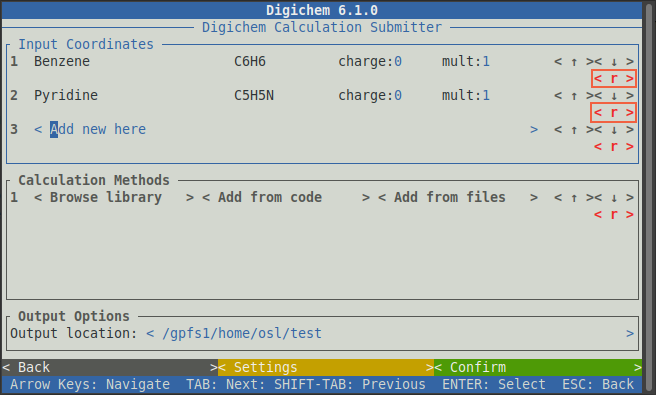 Digichem 6.1.0
Digichem Calculation Submitter
Input Coordinates
1 Benzene C6H6 charge:0 mult:1 < ↑ >< ↓ >
< r >
2 Pyridine C5H5N charge:0 mult:1 < ↑ >< ↓ >
< r >
3 < Add new here > < ↑ >< ↓ >
< r >
Calculation Methods
1 < Browse library > < Add from code > < Add from files > < ↑ >< ↓ >
< r >
Output Options
Output location: < /gpfs1/home/osl/test >
< Back >< Settings >< Confirm >
Arrow Keys: Navigate TAB: Next: SHIFT-TAB: Previous ENTER: Select ESC: Back